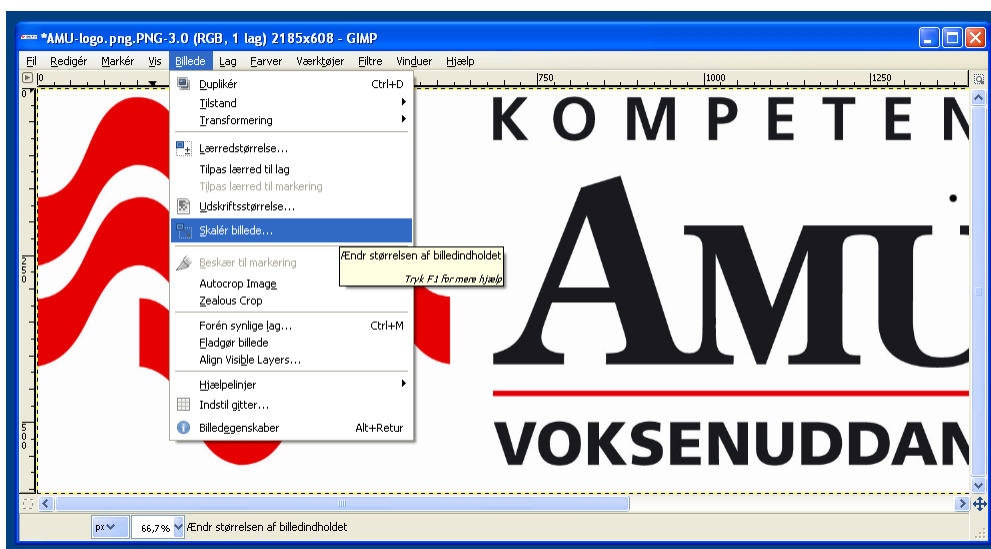 *AMU-logo.png.PNG-3.0 (RGB, 1 lag) 2185x608 - GIMP
Fil Redigér Markér Vis Billede Lag Farver Værktøjer Filtre Vinduer Hjælp
0 750 1000 1250
0
250
500
Duplikér Ctrl+D
Tilstand
Transformering
Lærredstørrelse...
Tilpas lærred til lag
Tilpas lærred til markering
Udskriftsstørrelse...
Skalér billede...
Ændr størrelsen af billedindholdet
Tryk F1 for mere hjælp
Beskær til markering
Autocrop Image
Zealous Crop
Forén synlige lag... Ctrl+M
Fladgør billede
Align Visible Layers...
Hjælpelinjer
Indstil gitter...
Billedegenskaber Alt+Retur
KOMPETEN
AMU
VOKSENUDDAN
px 66,7% Ændr størrelsen af billedindholdet